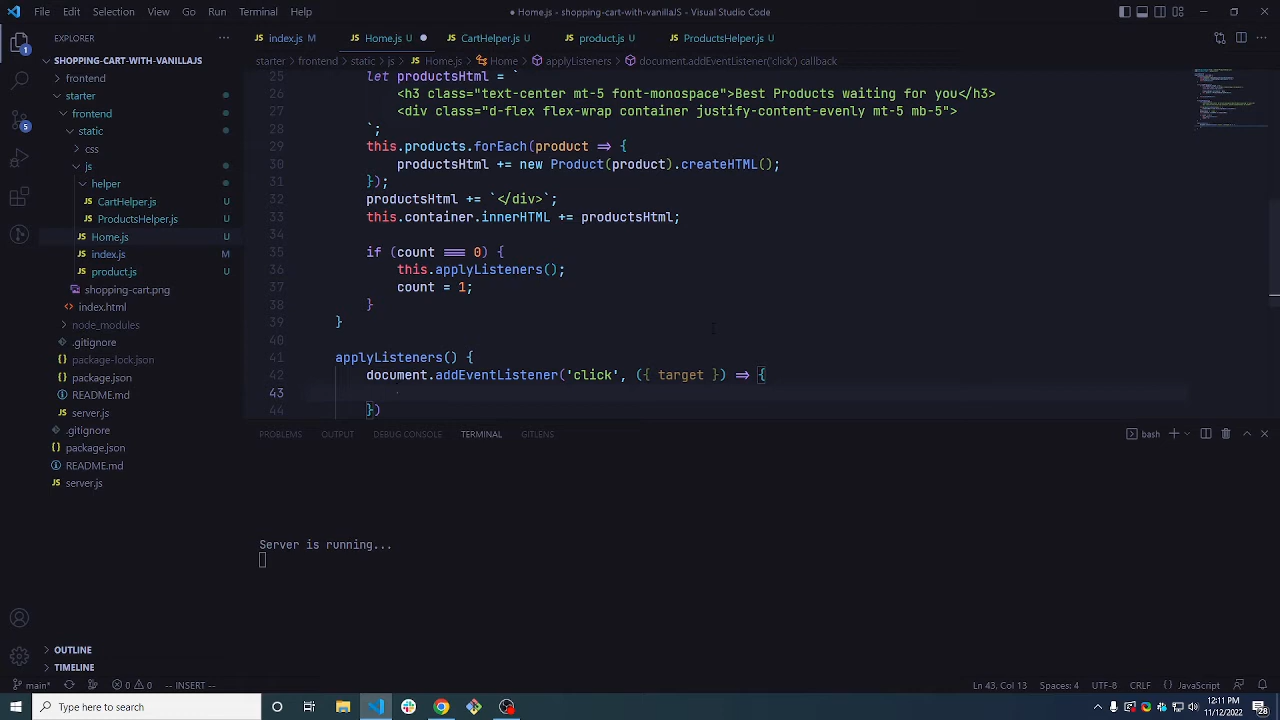 File Edit Selection View Go Run Terminal Help
Home.js - shopping-cart-with-vanillaJS - Visual Studio Code
EXPLORER
index.js M
Home.js U
CartHelper.js U
product.js U
ProductsHelper.js U
starter > frontend > static > js > Home.js > Home > applyListeners > document.addEventListener('click') callback
SHOPPING-CART-WITH-VANILLAJS
frontend
starter
frontend
static
css
js
helper
CartHelper.js U
ProductsHelper.js U
Home.js U
index.js M
product.js U
shopping-cart.png
index.html
node_modules
.gitignore
package-lock.json
package.json
README.md
server.js
.gitignore
package.json
README.md
server.js
25 let productsHtml = `
26 <h3 class="text-center mt-5 font-monospace">Best Products waiting for you</h3>
27 <div class="d-flex flex-wrap container justify-content-evenly mt-5 mb-5">
28 `;
29 this.products.forEach(product => {
30 productsHtml += new Product(product).createHTML();
31 });
32 productsHtml += `</div>`;
33 this.container.innerHTML += productsHtml;
34
35 if (count === 0) {
36 this.applyListeners();
37 count = 1;
38 }
39 }
40
41 applyListeners() {
42 document.addEventListener('click', ({ target }) => {
43
44 })
PROBLEMS OUTPUT DEBUG CONSOLE TERMINAL GITLENS
bash
Server is running...
OUTLINE
TIMELINE
main* 0 0 -- INSERT --
Ln 43, Col 13 Spaces: 4 UTF-8 CRLF {} JavaScript
1
5
Type here to search
12:11 PM
11/12/2022
28